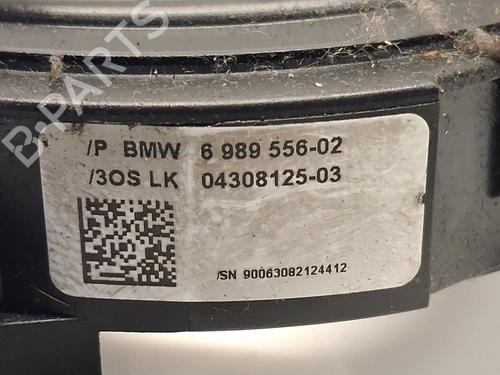 B-PARTS
/P BMW 6 989 556-02
/3OS LK 04308125-03
/SN 90063082124412